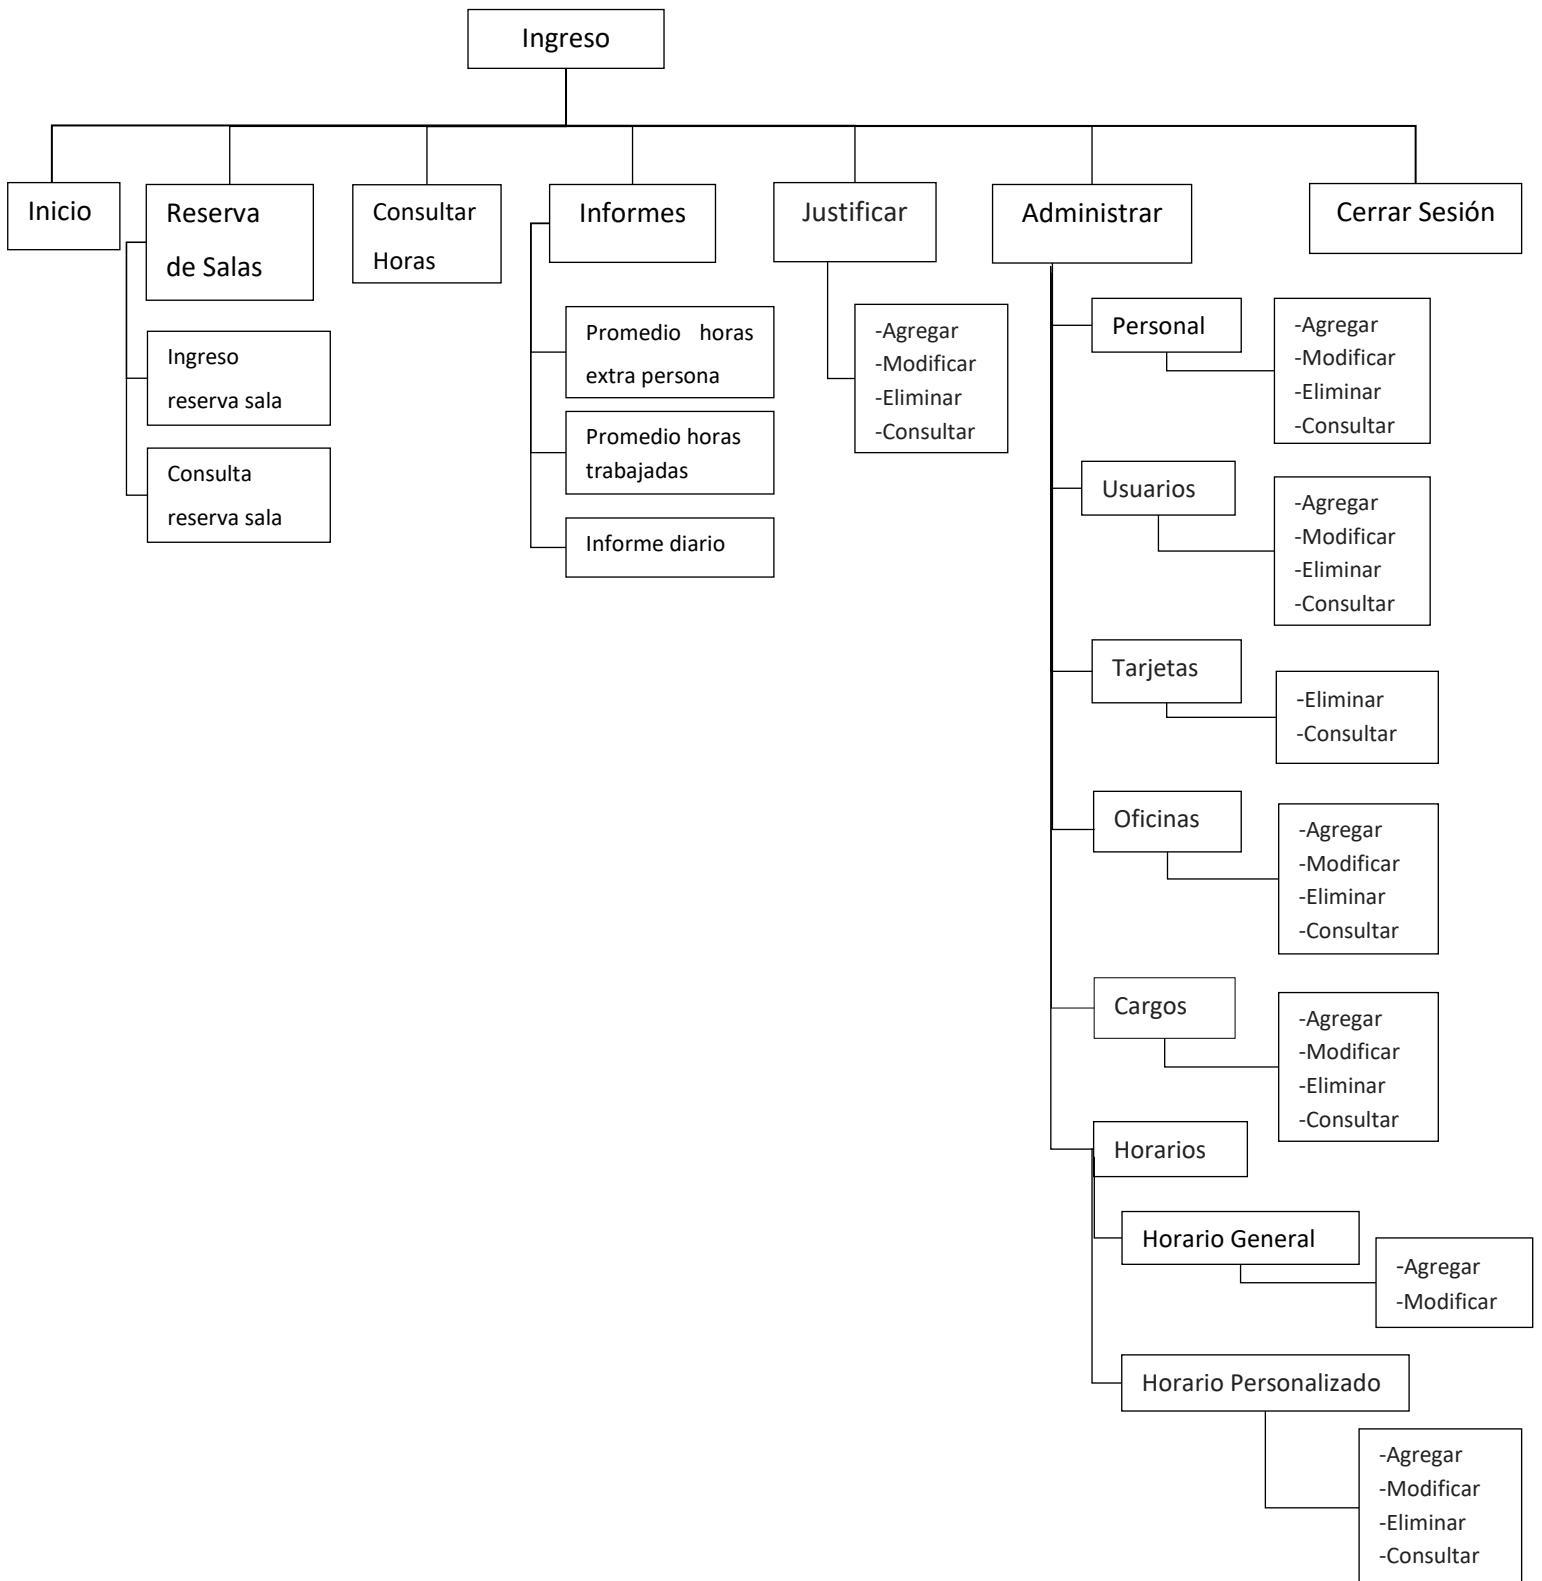 Ingreso
Inicio
Reserva
de Salas
Ingreso
reserva sala
Consulta
reserva sala
Consultar
Horas
Informes
Promedio horas
extra persona
Promedio horas
trabajadas
Informe diario
Justificar
-Agregar
-Modificar
-Eliminar
-Consultar
Administrar
Personal
-Agregar
-Modificar
-Eliminar
-Consultar
Usuarios
-Agregar
-Modificar
-Eliminar
-Consultar
Tarjetas
-Eliminar
-Consultar
Oficinas
-Agregar
-Modificar
-Eliminar
-Consultar
Cargos
-Agregar
-Modificar
-Eliminar
-Consultar
Horarios
Horario General
-Agregar
-Modificar
Horario Personalizado
-Agregar
-Modificar
-Eliminar
-Consultar
Cerrar Sesión